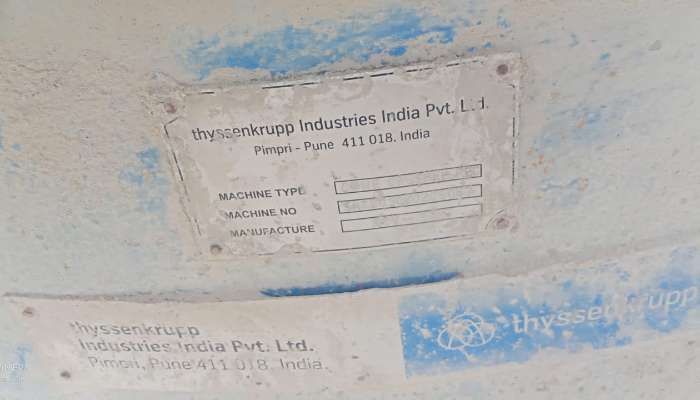 thyssenkrupp Industries India Pvt. Ltd.
Pimpri - Pune 411 018. India
MACHINE TYPE
MACHINE NO
MANUFACTURE
thyssenkrupp
Industries India Pvt. Ltd.
Pimpri, Pune 411 018. India.
thyssenkrupp